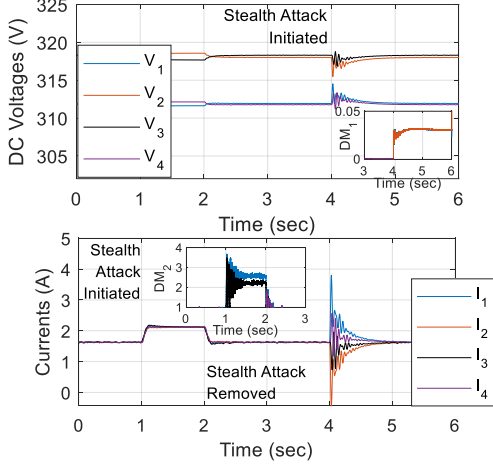 325
320
315
310
305
DC Voltages (V)
Stealth Attack
Initiated
V1
V2
V3
V4
0.05
0
DM1
3 4 5 6
Time (sec)
0 1 2 3 4 5 6
Time (sec)
5
4
3
2
1
0
Currents (A)
Stealth
Attack
Initiated
4
3
2
1
DM2
0 1 2 3
Time (sec)
Stealth Attack
Removed
I1
I2
I3
I4
0 1 2 3 4 5 6
Time (sec)